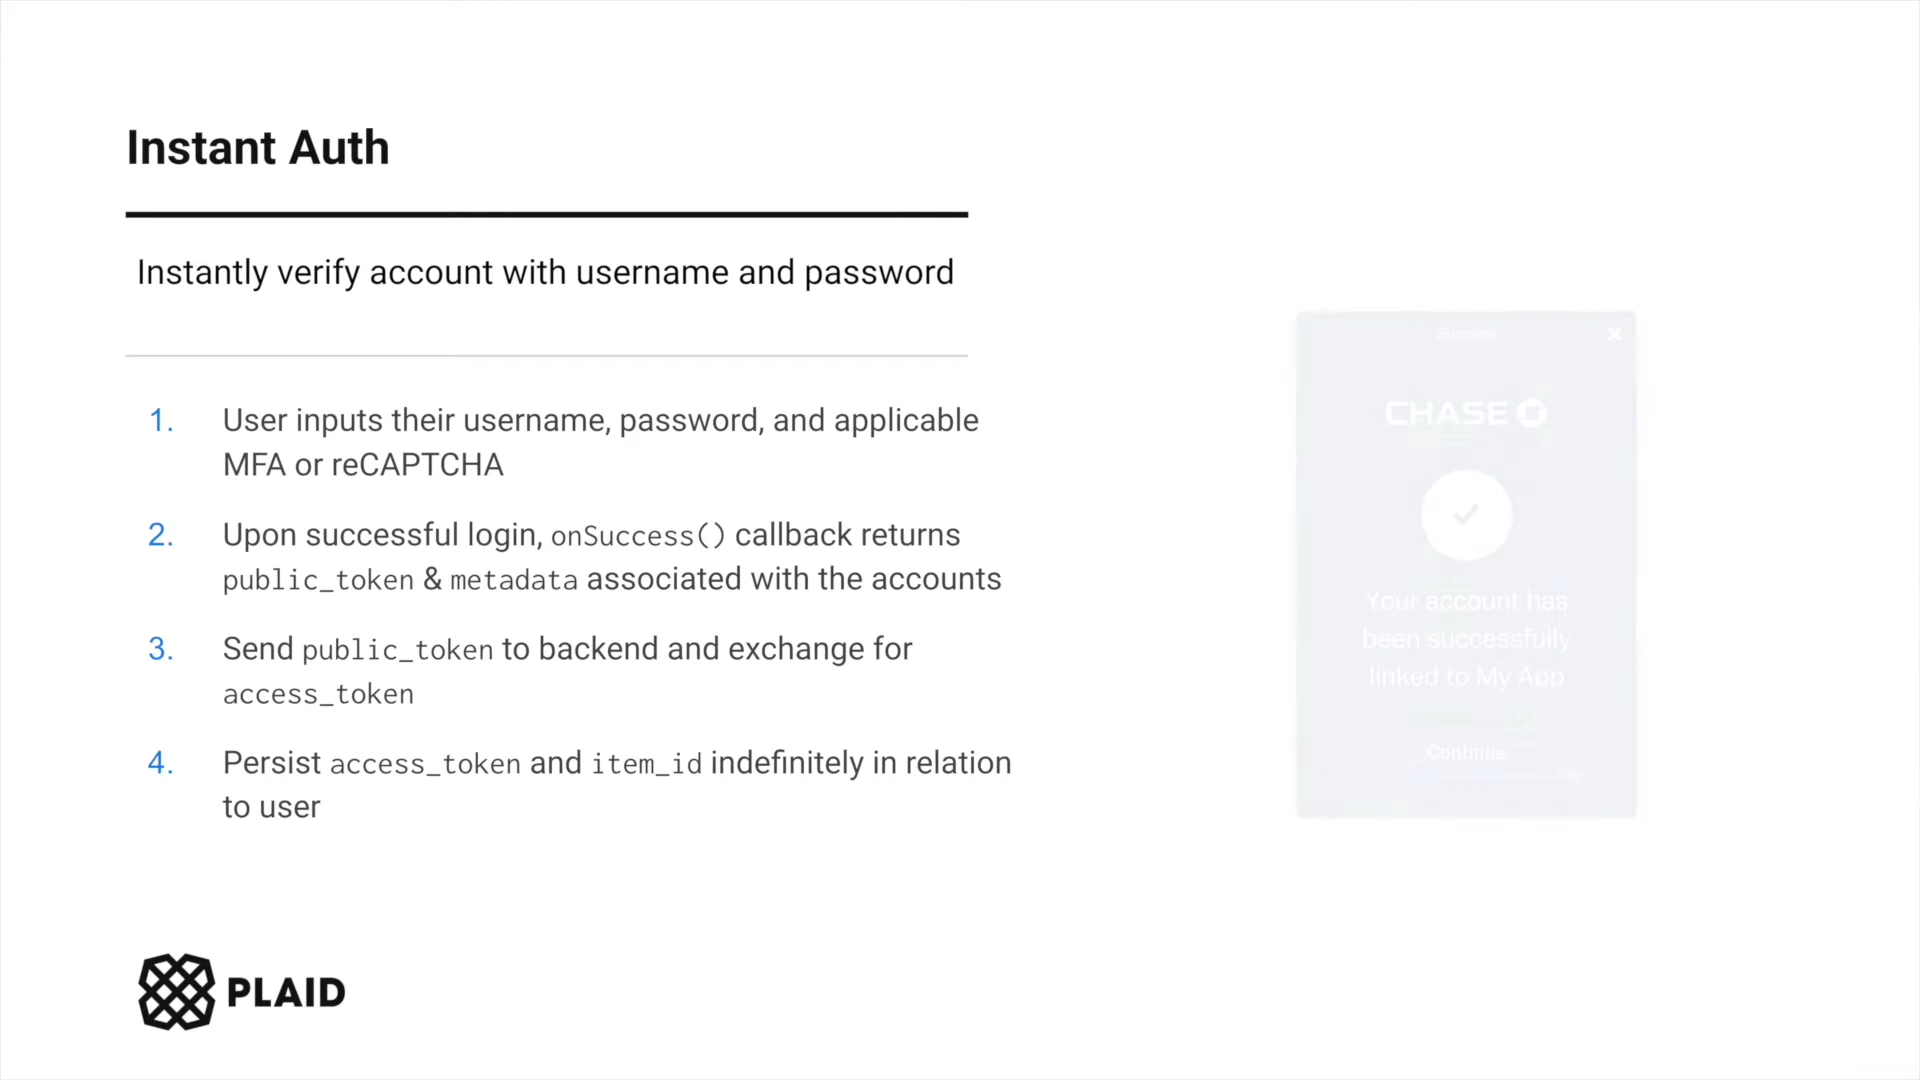 Instant Auth
Instantly verify account with username and password
1. User inputs their username, password, and applicable
MFA or reCAPTCHA
2. Upon successful login, onSuccess() callback returns
public_token & metadata associated with the accounts
3. Send public_token to backend and exchange for
access_token
4. Persist access_token and item_id indefinitely in relation
to user
Success
CHASE
Your account has
been successfully
linked to My App
Continue
PLAID